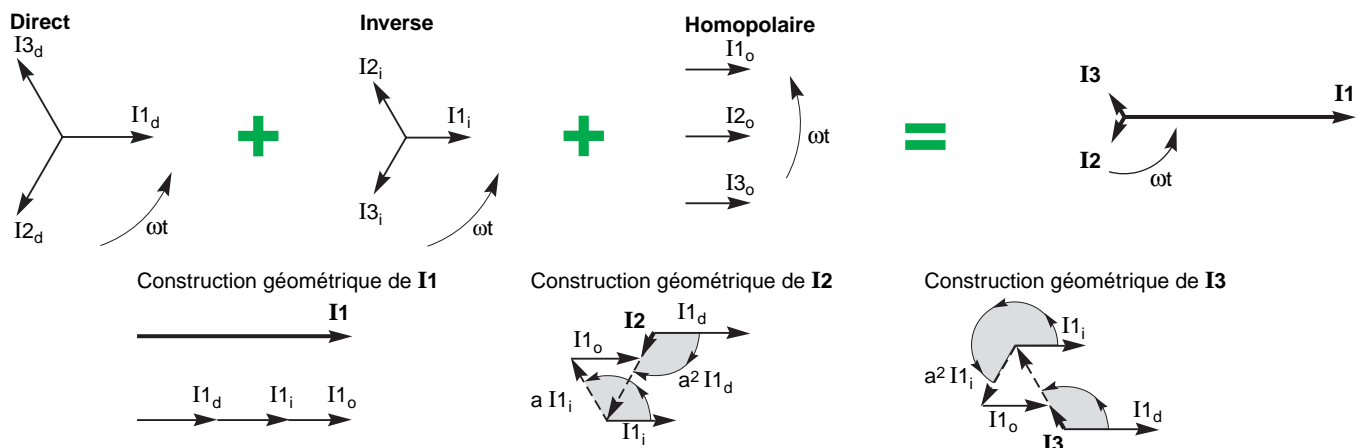 Direct
I3d
I1d
I2d
ωt
+
Inverse
I2i
I1i
I3i
ωt
+
Homopolaire
I1o
I2o
I3o
ωt
=
I3
I1
I2
ωt
Construction géométrique de I1
I1
I1d I1i I1o
Construction géométrique de I2
I2 I1d
I1o
a² I1d
a I1i
I1i
Construction géométrique de I3
I1i
a² I1i
I1o
I1d
I3